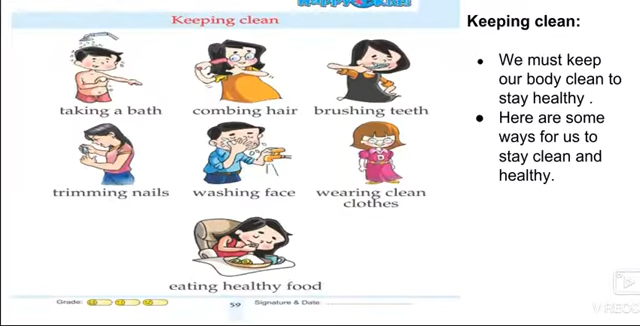 Happy Kids
Keeping clean
taking a bath
combing hair
brushing teeth
trimming nails
washing face
wearing clean
clothes
eating healthy food
Grade:
59
Signature & Date
Keeping clean:
● We must keep
our body clean to
stay healthy .
● Here are some
ways for us to
stay clean and
healthy.